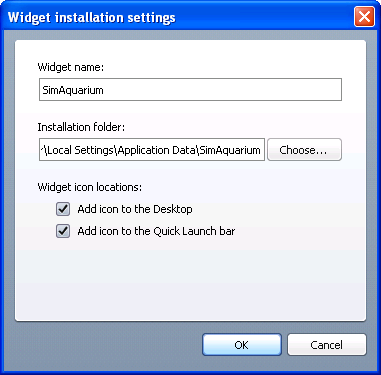 Widget installation settings
Widget name:
SimAquarium
Installation folder:
\Local Settings\Application Data\SimAquarium
Choose...
Widget icon locations:
Add icon to the Desktop
Add icon to the Quick Launch bar
OK
Cancel